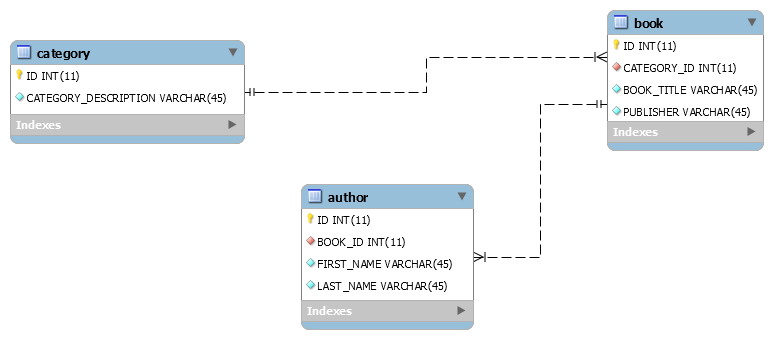 category
ID INT(11)
CATEGORY_DESCRIPTION VARCHAR(45)
Indexes
book
ID INT(11)
CATEGORY_ID INT(11)
BOOK_TITLE VARCHAR(45)
PUBLISHER VARCHAR(45)
Indexes
author
ID INT(11)
BOOK_ID INT(11)
FIRST_NAME VARCHAR(45)
LAST_NAME VARCHAR(45)
Indexes